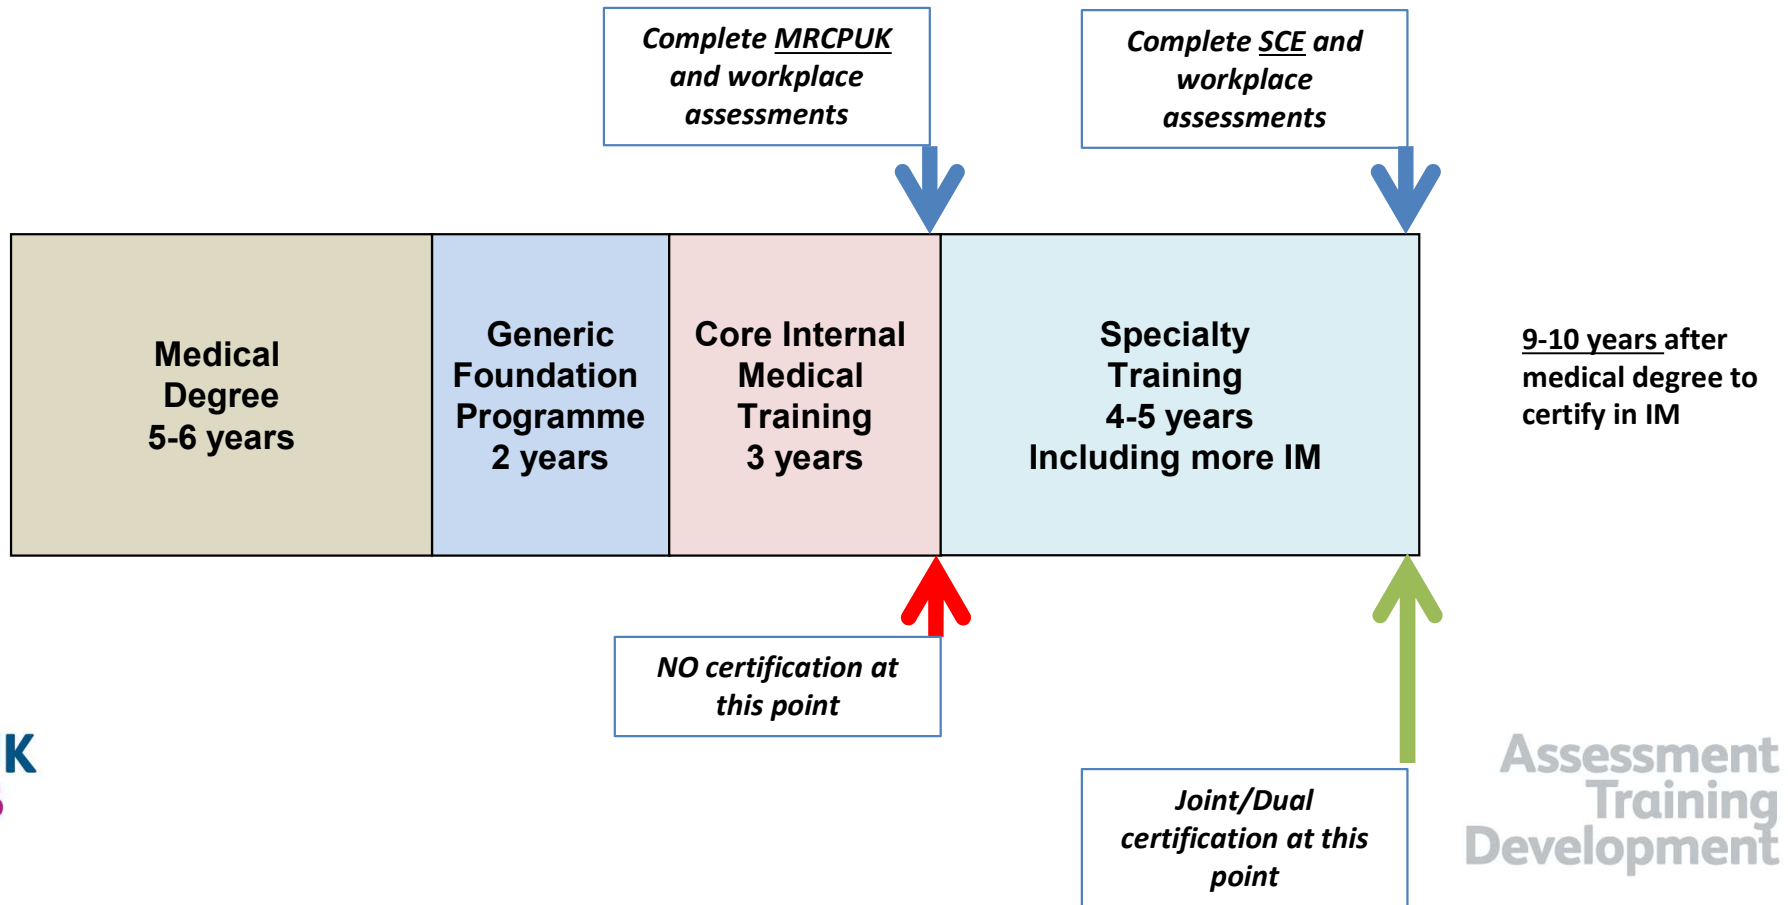 Complete MRCPUK
and workplace
assessments
Complete SCE and
workplace
assessments
Medical
Degree
5-6 years
Generic
Foundation
Programme
2 years
Core Internal
Medical
Training
3 years
Specialty
Training
4-5 years
Including more IM
9-10 years after
medical degree to
certify in IM
NO certification at
this point
Joint/Dual
certification at this
point
K
Assessment
Training
Development